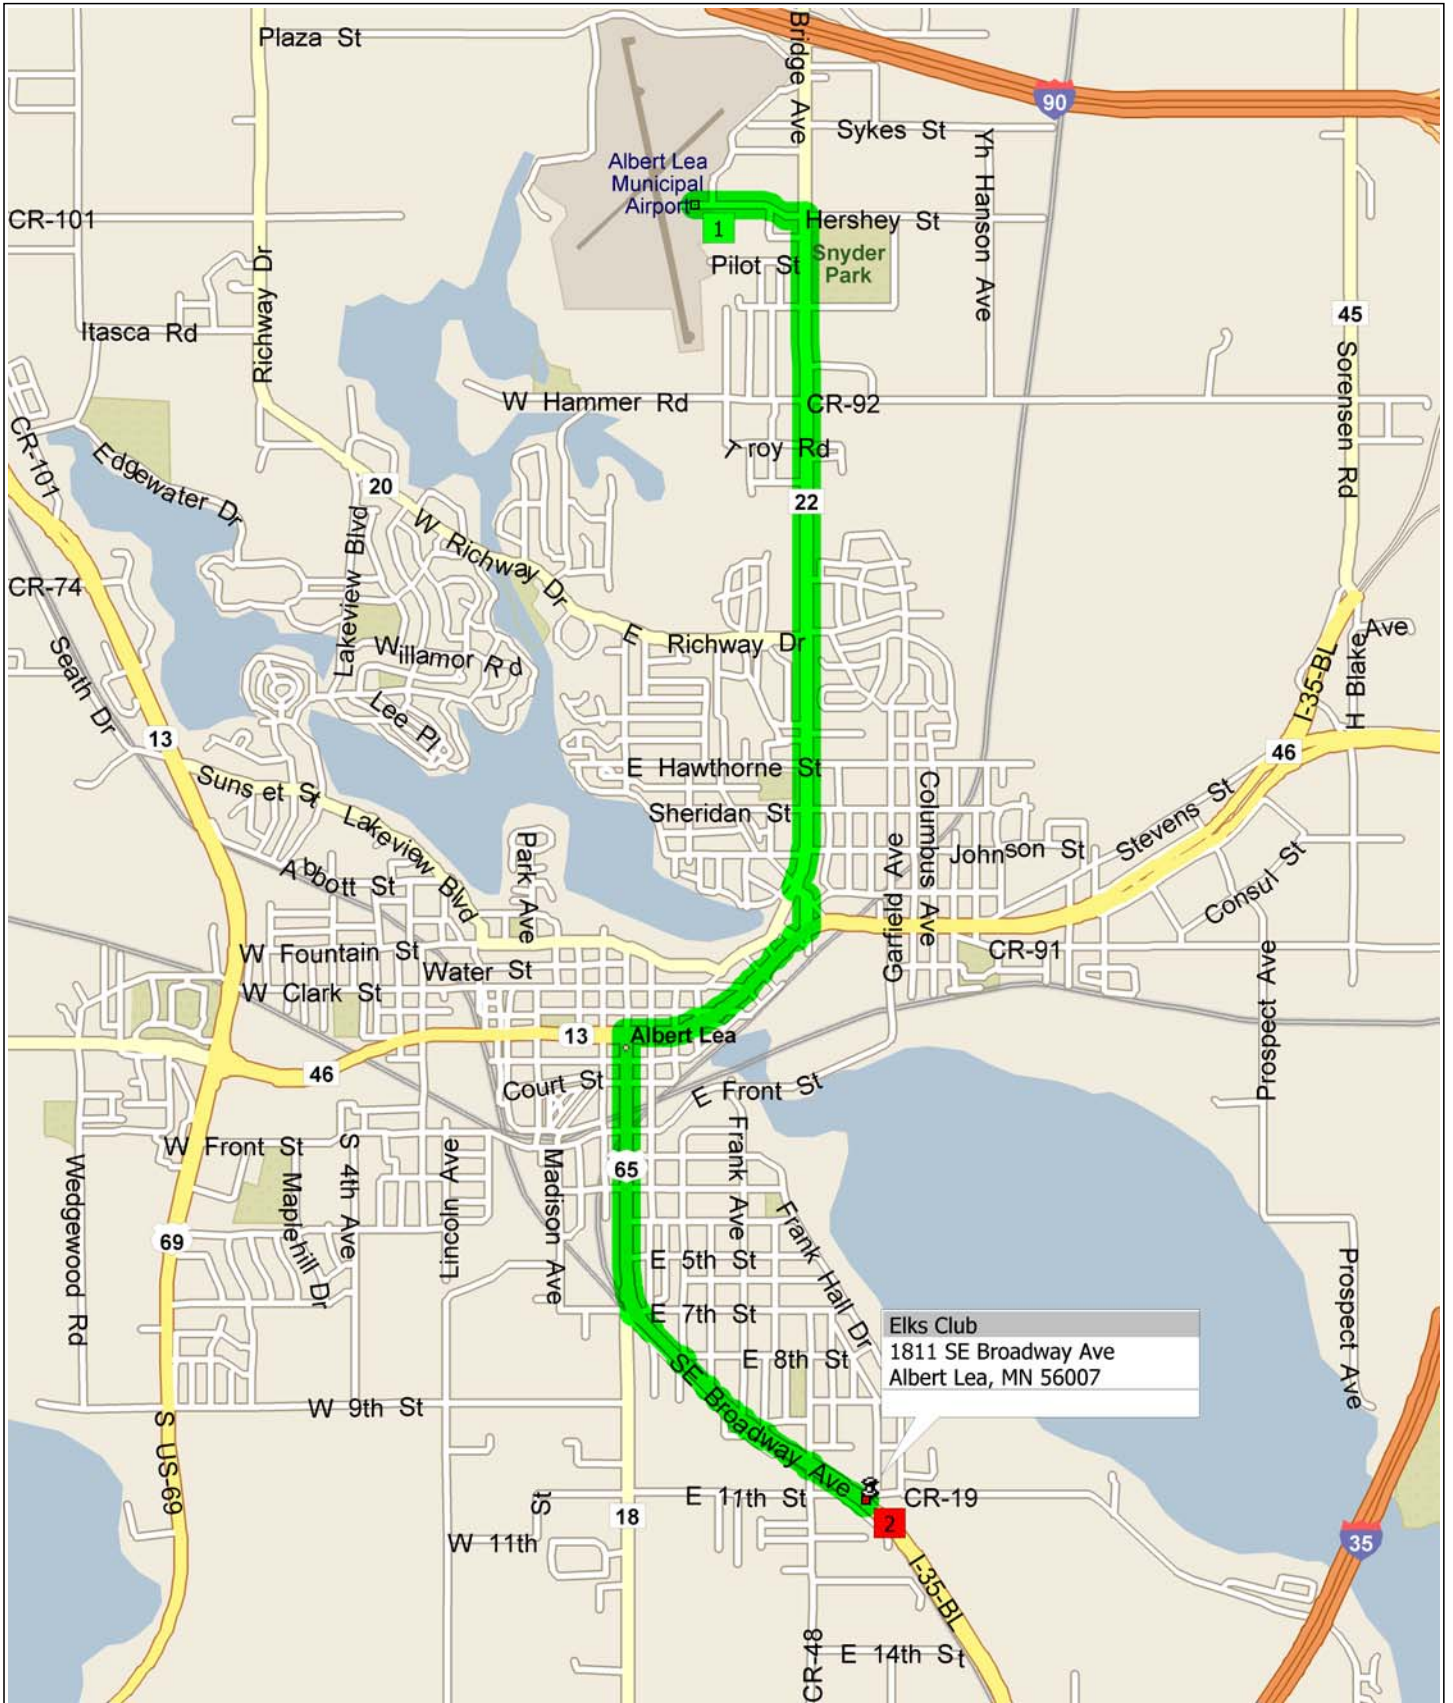 Plaza St
Bridge Ave
90
Sykes St
Yh Hanson Ave
Albert Lea
Municipal
Airport
CR-101
1
Hershey St
Snyder
Park
Pilot St
Richway Dr
Itasca Rd
45
Sorensen Rd
W Hammer Rd
CR-92
CR-101
Edgewater Dr
Troy Rd
20
22
Lakeview Blvd
W Richway Dr
CR-74
E Richway Dr
H Blake Ave
Seath Dr
Willamor Rd
I-35-BL
Lee Pl
13
46
Sunset St
E Hawthorne St
Columbus Ave
Sheridan St
Stevens St
Lakeview Blvd
Park Ave
Garfield Ave
Johnson St
Abbott St
Consul St
W Fountain St
CR-91
Water St
W Clark St
Prospect Ave
13
Albert Lea
46
Court St
E Front St
W Front St
S 4th Ave
Lincoln Ave
Madison Ave
65
Frank Ave
Wedgewood Rd
Maplehill Dr
Frank Hall Dr
69
E 5th St
Prospect Ave
E 7th St
Elks Club
1811 SE Broadway Ave
Albert Lea, MN 56007
E 8th St
SE Broadway Ave
W 9th St
S US-69
E 11th St
CR-19
18
2
W 11th St
35
I-35-BL
CR-48
E 14th St